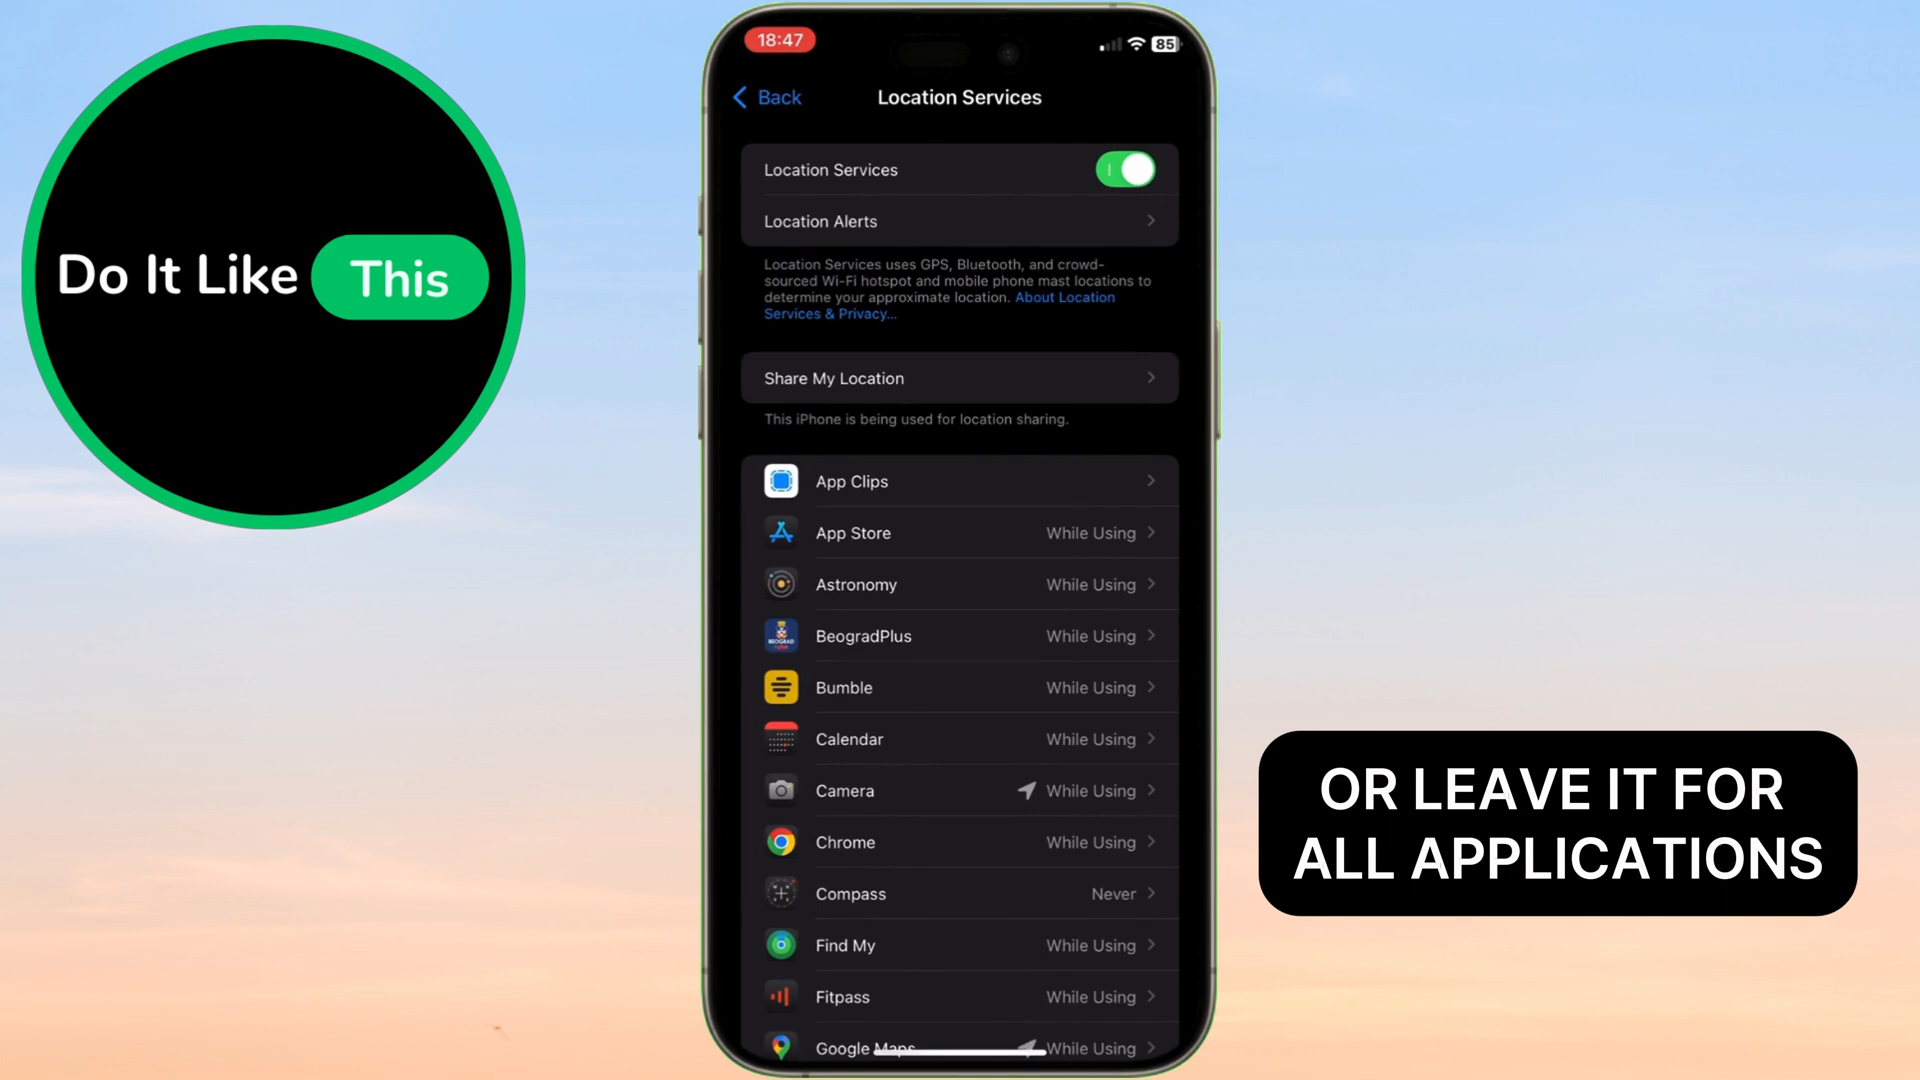 Do It Like This
18:47
85
Back
Location Services
Location Services
Location Alerts
Location Services uses GPS, Bluetooth, and crowd-
sourced Wi-Fi hotspot and mobile phone mast locations to
determine your approximate location. About Location
Services & Privacy...
Share My Location
This iPhone is being used for location sharing.
App Clips
App Store While Using
Astronomy While Using
BEOGRAD
BeogradPlus While Using
Bumble While Using
Calendar While Using
Camera While Using
Chrome While Using
Compass Never
Find My While Using
Fitpass While Using
Google Maps While Using
OR LEAVE IT FOR
ALL APPLICATIONS